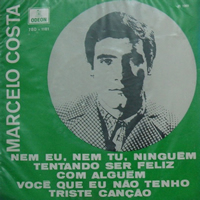 MARCELO COSTA
ODEON
NEM EU, NEM TU, NINGUÉM
TENTANDO SER FELIZ
COM ALGUÉM
VOCÊ QUE EU NÃO TENHO
TRISTE CANÇÃO